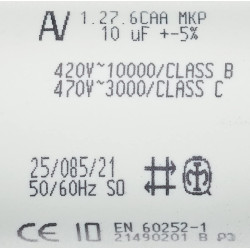 AV 1.27.6CAA MKP
10 uF +-5%
420V~10000/CLASS B
470V~3000/CLASS C
25/085/21
50/60Hz S0
CE 10 EN 60252-1
21490201 B P3